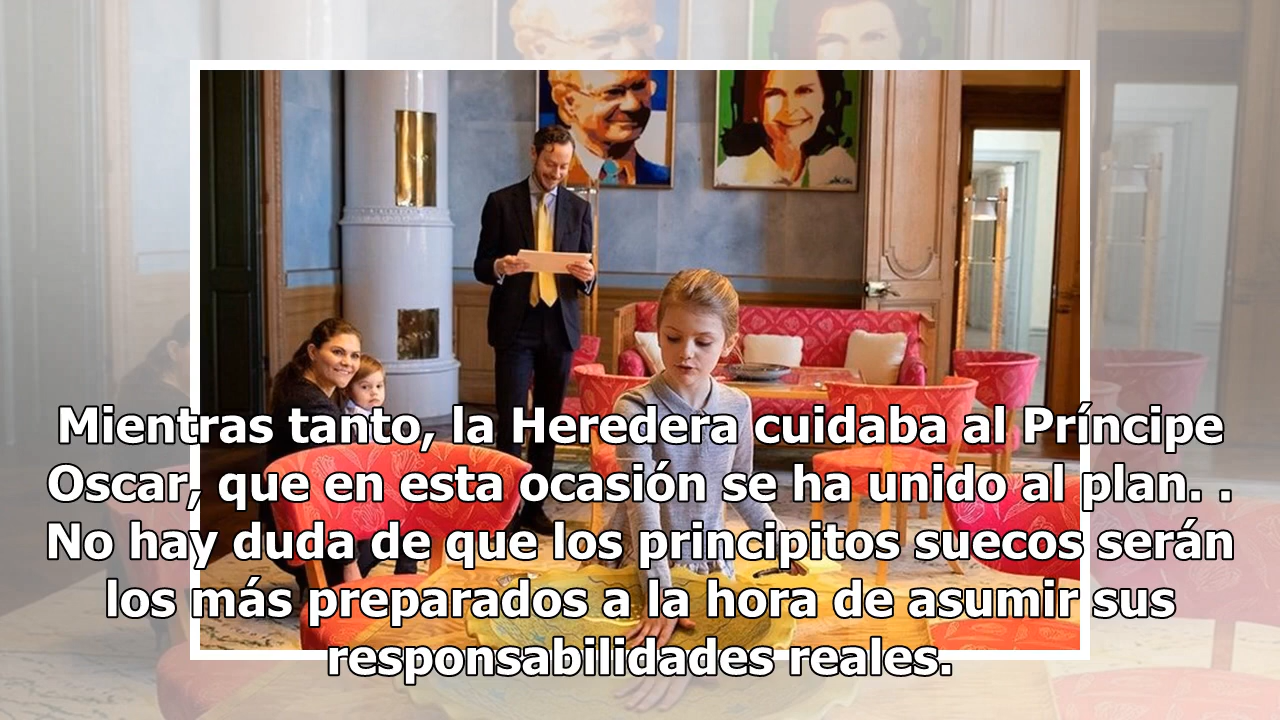 Mientras tanto, la Heredera cuidaba al Príncipe
Oscar, que en esta ocasión se ha unido al plan. .
No hay duda de que los principitos suecos serán
los más preparados a la hora de asumir sus
responsabilidades reales.